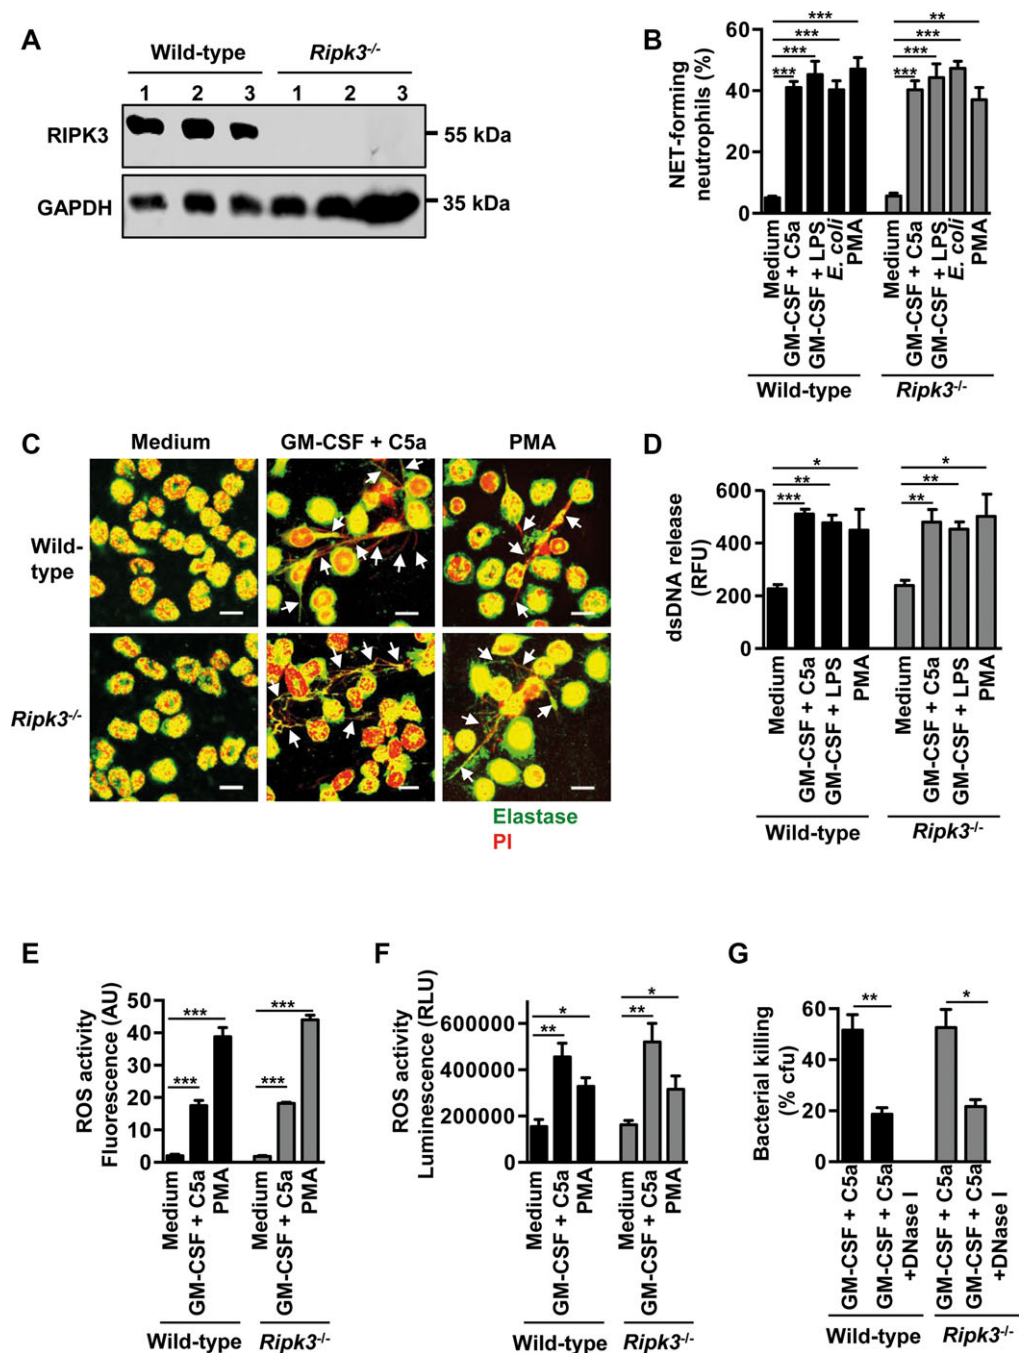 A
Wild-type Ripk3-/-
1 2 3 1 2 3
RIPK3 55 kDa
GAPDH 35 kDa
B
NET-forming
neutrophils (%)
60
40
20
0
*** *** *** ***
** *** *** ***
Medium
GM-CSF + C5a
GM-CSF + LPS
E. coli
PMA
Medium
GM-CSF + C5a
GM-CSF + LPS
E. coli
PMA
Wild-type Ripk3-/-
C
Medium GM-CSF + C5a PMA
Wild-
type
Ripk3-/-
Elastase
PI
D
dsDNA release
(RFU)
600
400
200
0
* ** ***
* ** **
Medium
GM-CSF + C5a
GM-CSF + LPS
PMA
Medium
GM-CSF + C5a
GM-CSF + LPS
PMA
Wild-type Ripk3-/-
E
ROS activity
Fluorescence (AU)
50
40
30
20
10
0
*** ***
*** ***
Medium
GM-CSF + C5a
PMA
Medium
GM-CSF + C5a
PMA
Wild-type Ripk3-/-
F
ROS activity
Luminescence (RLU)
600000
400000
200000
0
* **
* **
Medium
GM-CSF + C5a
PMA
Medium
GM-CSF + C5a
PMA
Wild-type Ripk3-/-
G
Bacterial killing
(% cfu)
60
40
20
0
** *
GM-CSF + C5a
GM-CSF + C5a
+DNase I
GM-CSF + C5a
GM-CSF + C5a
+DNase I
Wild-type Ripk3-/-